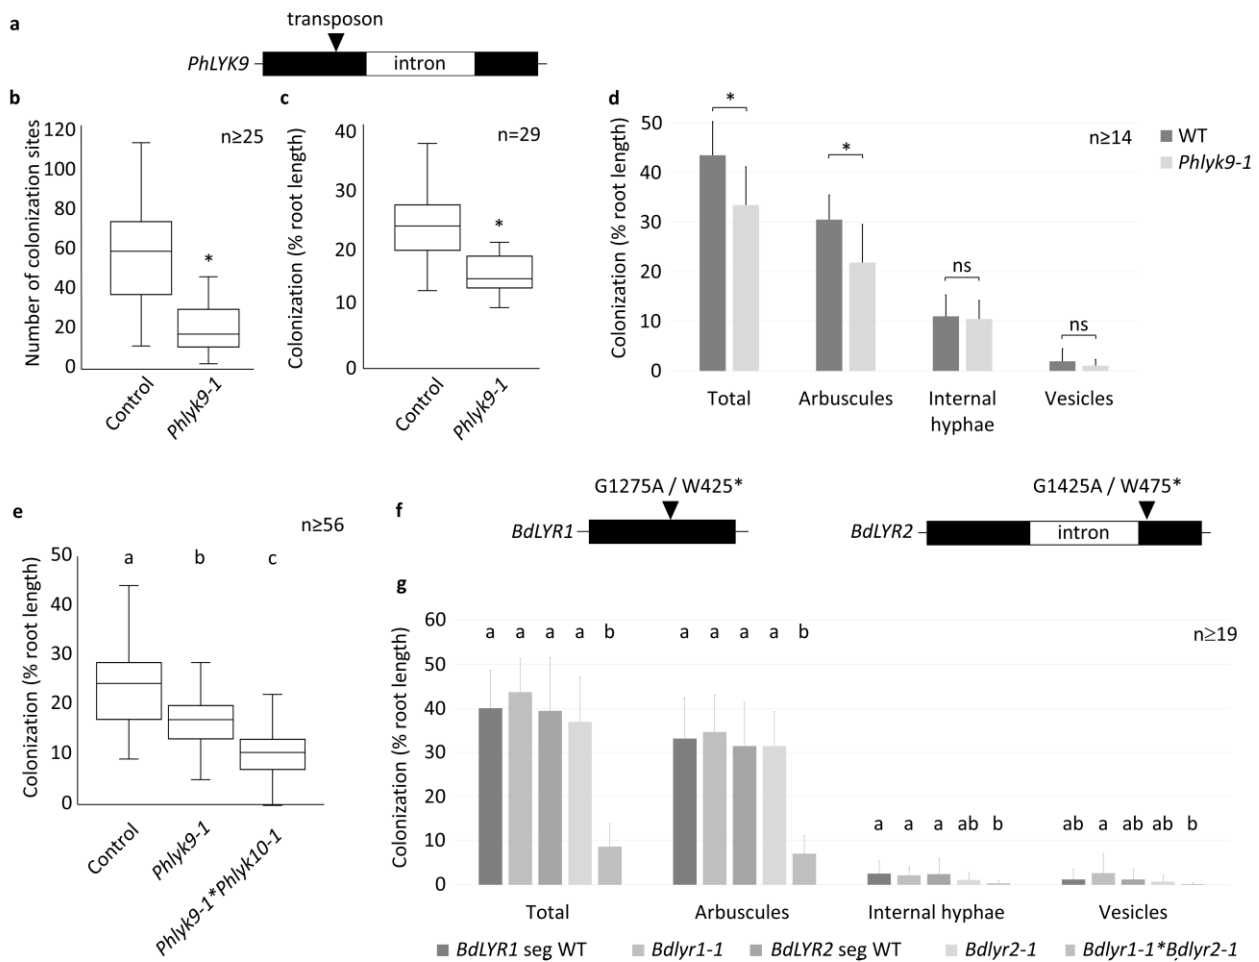 a
transposon
PhLYK9
intron
b
Number of colonization sites
120
100
80
60
40
20
0
n≥25
*
Control
Phlyk9-1
c
Colonization (% root length)
40
30
20
10
0
n=29
*
Control
Phlyk9-1
d
Colonization (% root length)
50
40
30
20
10
0
*
*
ns
ns
n≥14
WT
Phlyk9-1
Total
Arbuscules
Internal
hyphae
Vesicles
e
Colonization (% root length)
50
40
30
20
10
0
n≥56
a b c
Control
Phlyk9-1
Phlyk9-1*Phlyk10-1
f
G1275A / W425*
BdLYR1
G1425A / W475*
BdLYR2
intron
g
Colonization (% root length)
60
50
40
30
20
10
0
n≥19
a a a a b
a a a a b
a a a ab b
ab a ab ab b
Total
Arbuscules
Internal hyphae
Vesicles
BdLYR1 seg WT
Bdlyr1-1
BdLYR2 seg WT
Bdlyr2-1
Bdlyr1-1*Bdlyr2-1